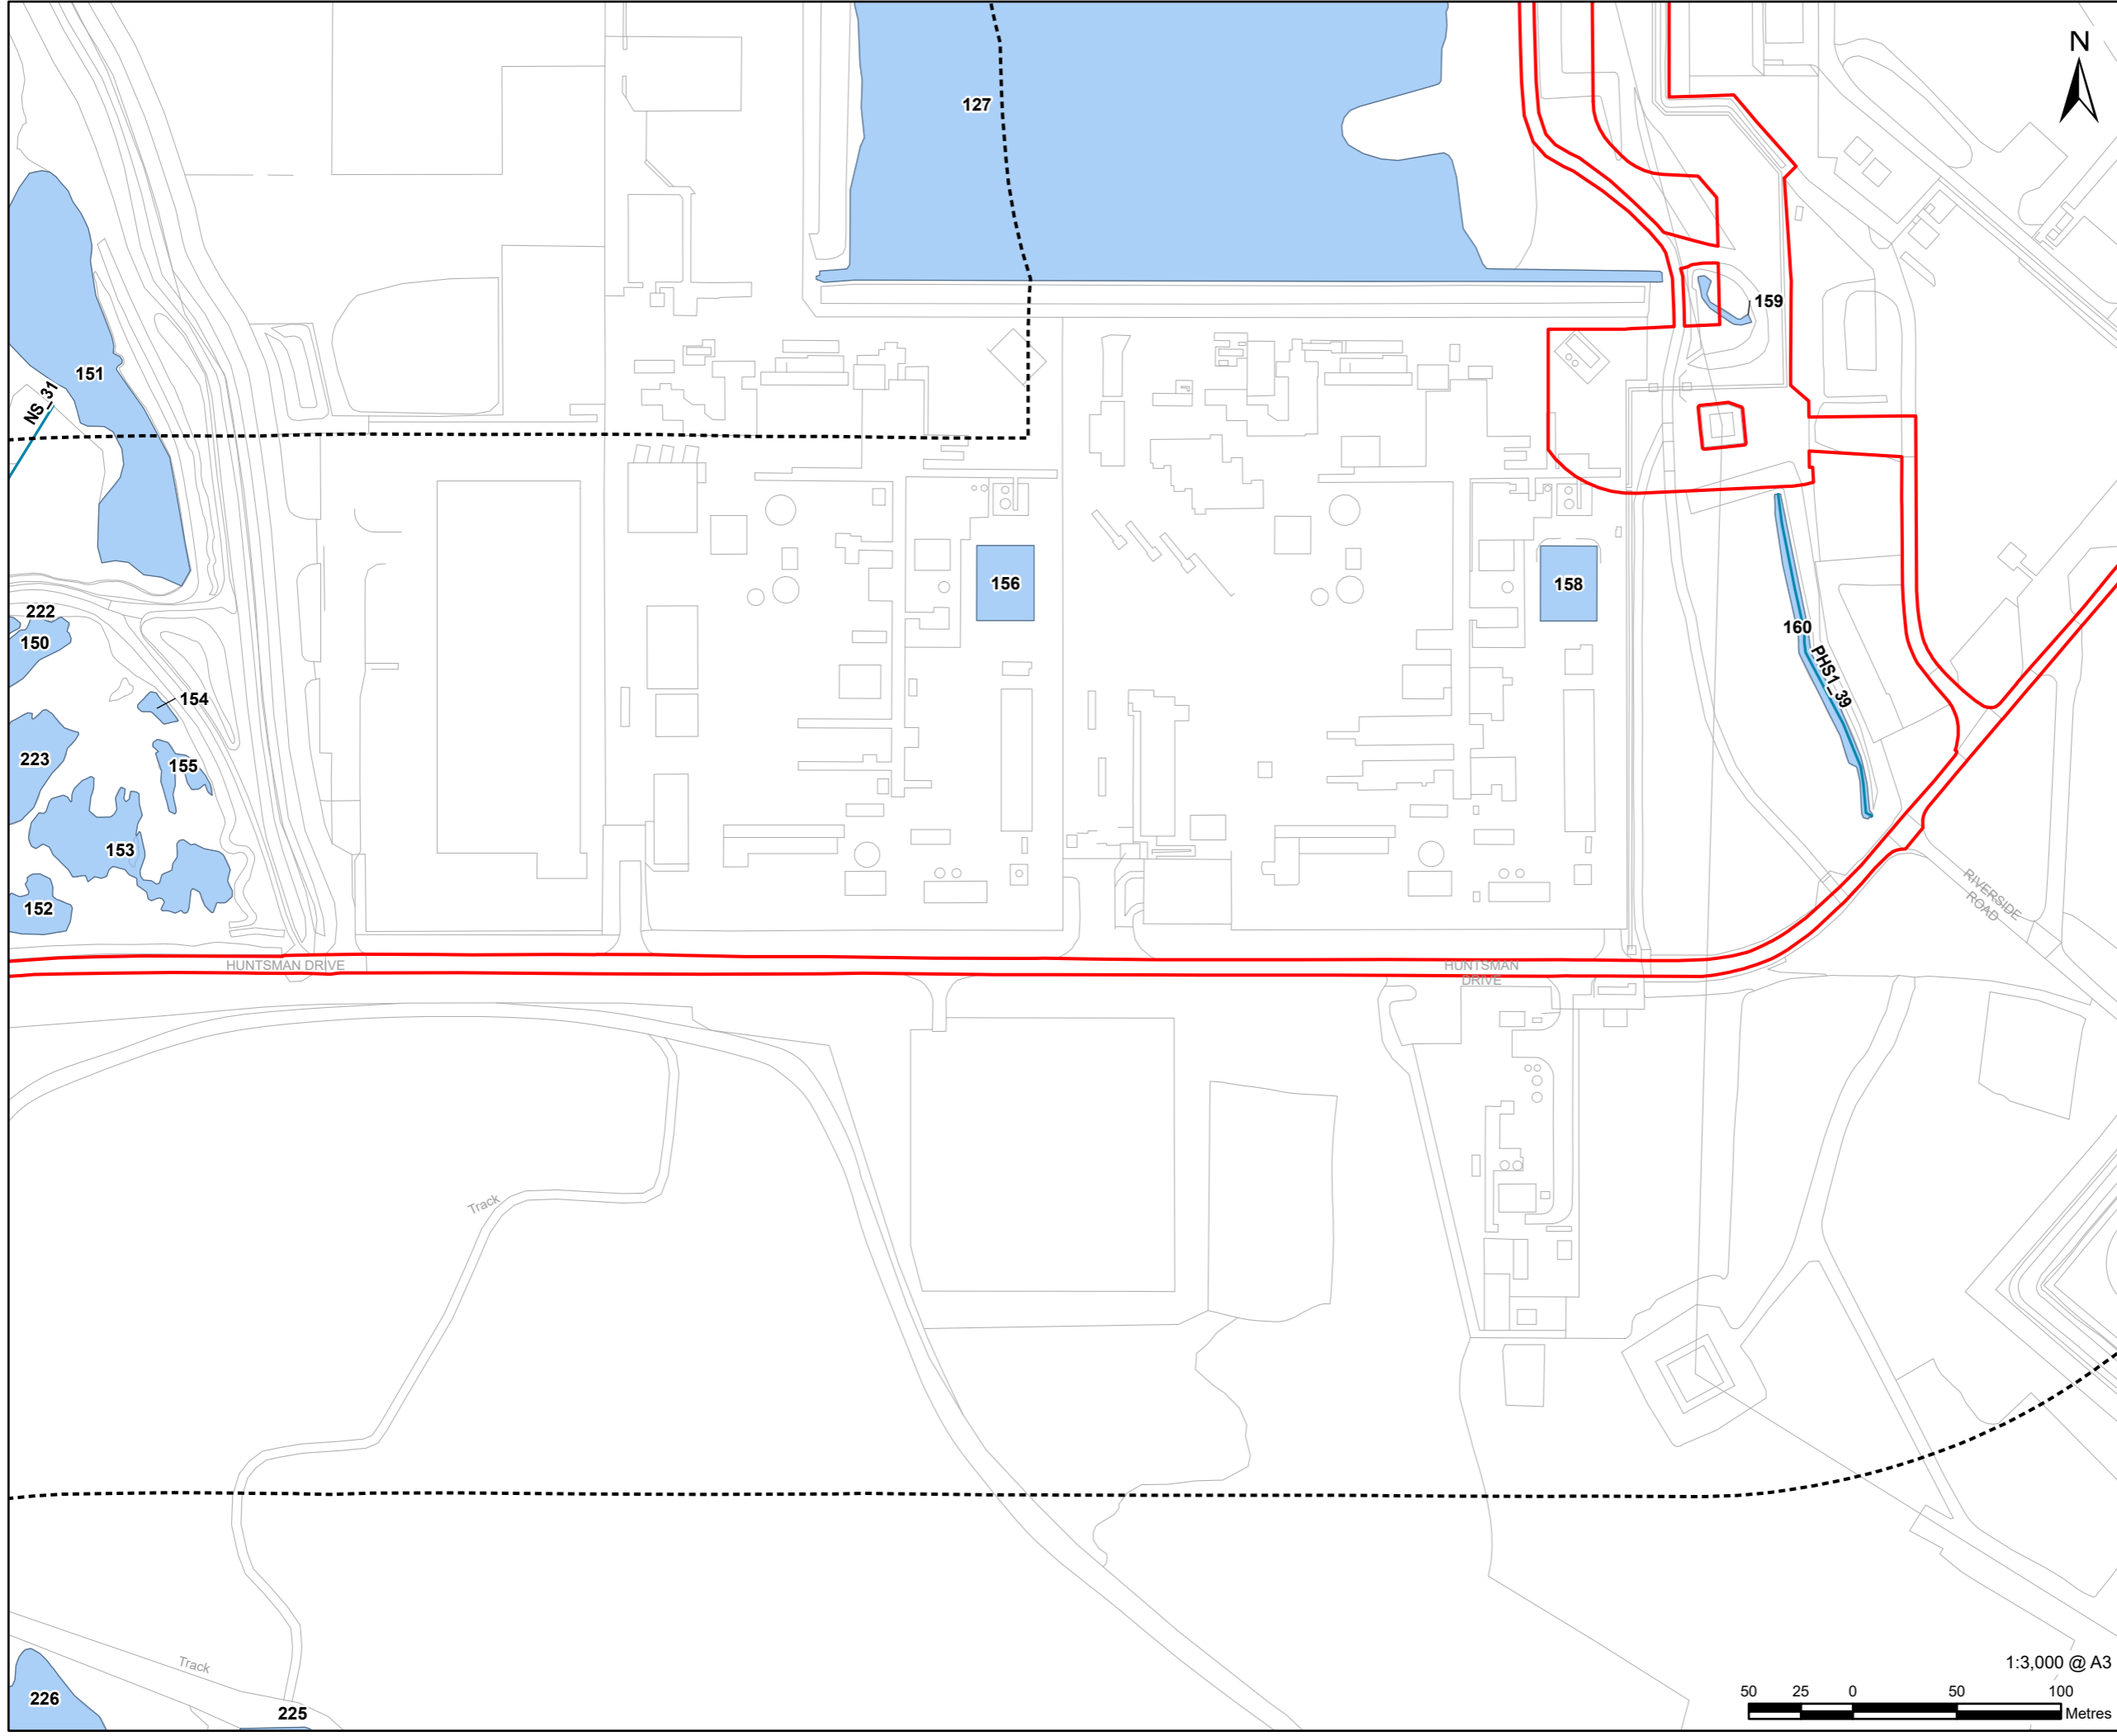 N
127
159
151
NS_31
156
158
222
150
160
PHS1_39
154
223
155
153
152
RIVERSIDE
ROAD
HUNTSMAN DRIVE
HUNTSMAN
DRIVE
Track
Track
226
225
1:3,000 @ A3
50 25 0 50 100
Metres